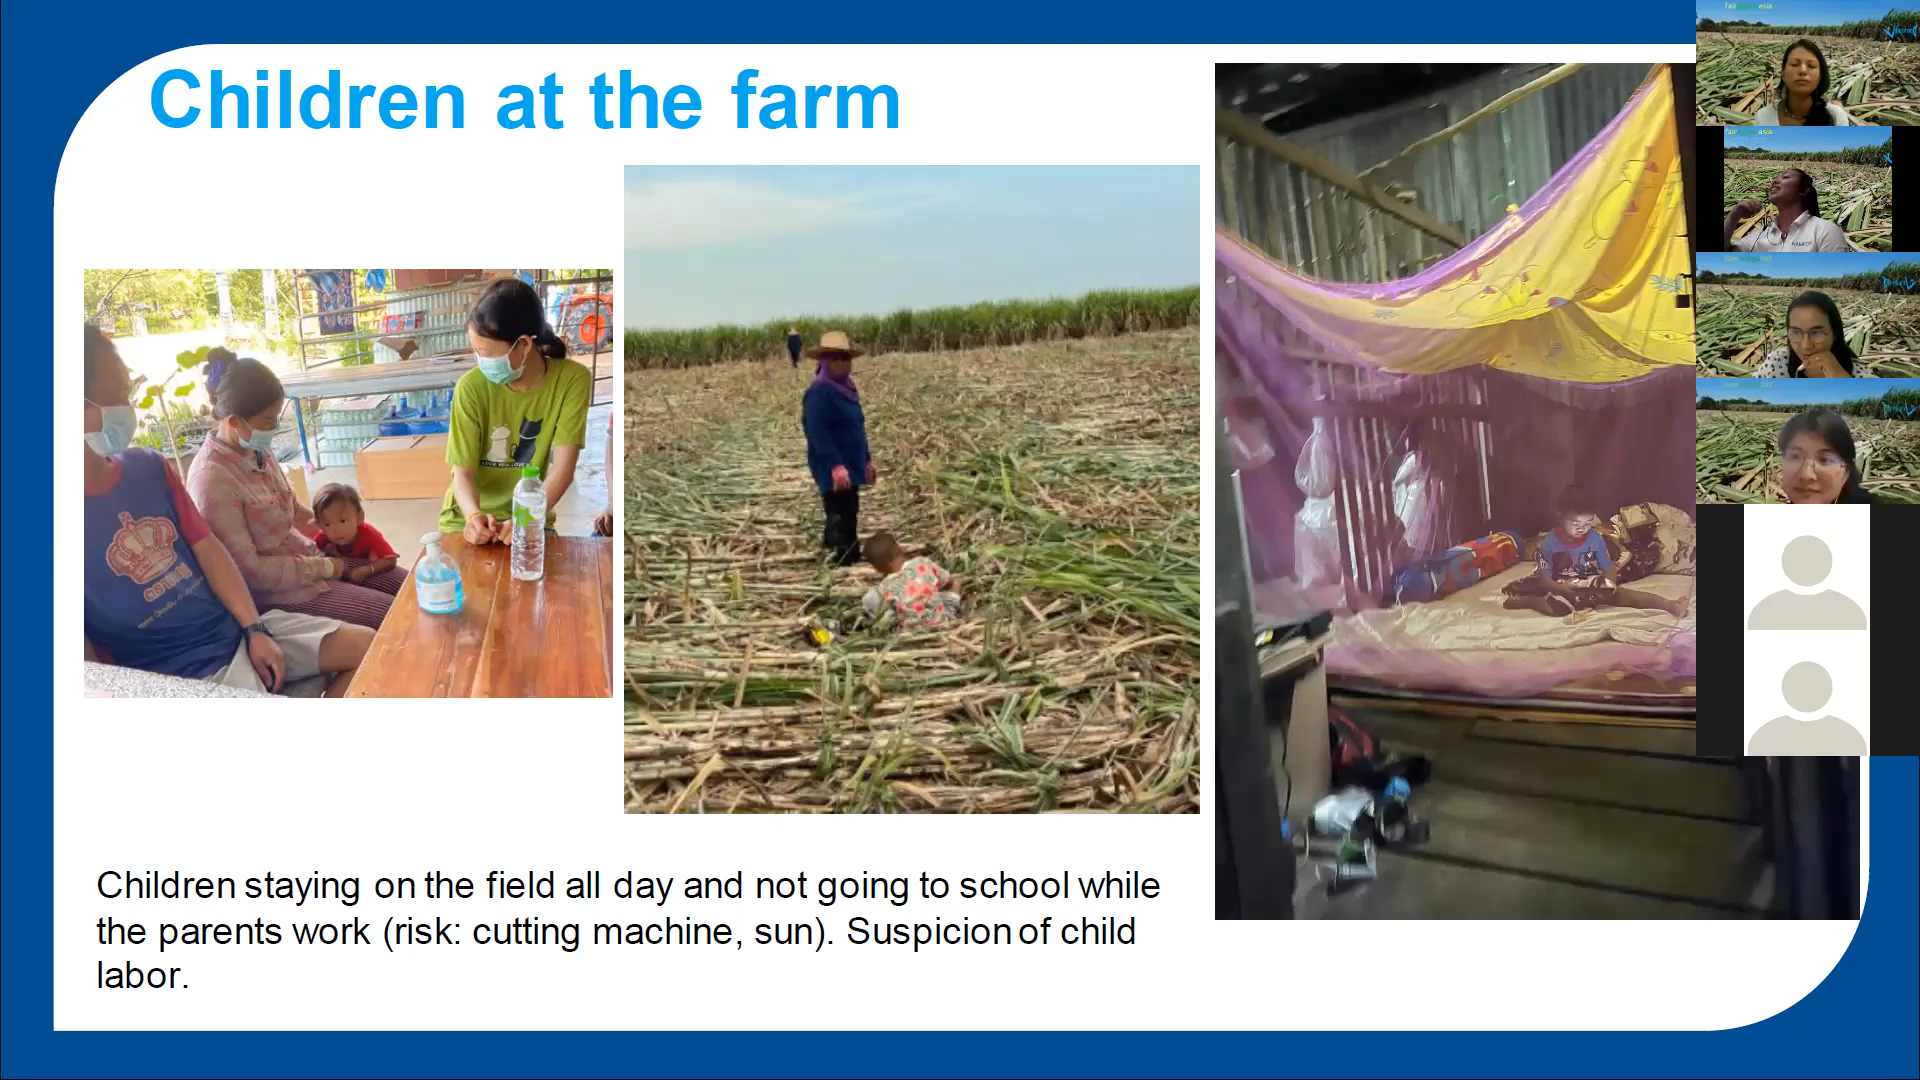 Children at the farm
Children staying on the field all day and not going to school while
the parents work (risk: cutting machine, sun). Suspicion of child
labor.